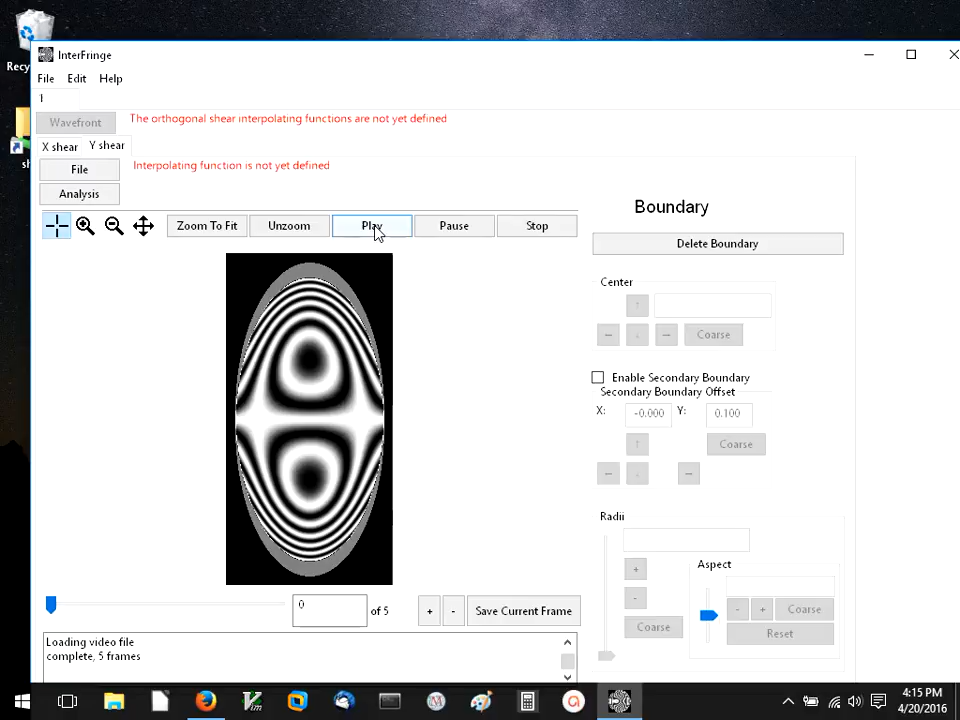 Recy
InterFringe
File Edit Help
1
Wavefront The orthogonal shear interpolating functions are not yet defined
X shear Y shear
File Interpolating function is not yet defined
Analysis
Boundary
Zoom To Fit Unzoom Play Pause Stop
Delete Boundary
Center
↑
← ↓ → Coarse
Enable Secondary Boundary
Secondary Boundary Offset
X: -0.000 Y: 0.100
↑ Coarse
Radii
Aspect
+
- + Coarse
-
Coarse Reset
0 of 5 + - Save Current Frame
Loading video file
complete, 5 frames
4:15 PM
4/20/2016